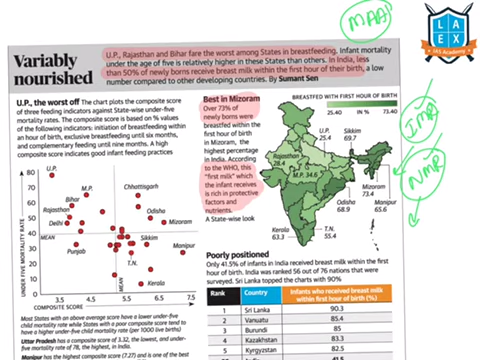 MAA
LAEX
IAS Academy
Variably
nourished
U.P., Rajasthan and Bihar fare the worst among States in breastfeeding. Infant mortality
under the age of five is relatively higher in these States than others. In India, less
than 50% of newly borns receive breast milk within the first hour of their birth, a low
number compared to other developing countries. By Sumant Sen
U.P., the worst off The chart plots the composite score
of three feeding indicators against State-wise under-five
mortality rates. The composite score is based on % values
of the following indicators: initiation of breastfeeding within
an hour of birth, exclusive breastfeeding until six months,
and complementary feeding until nine months. A high
composite score indicates good infant feeding practices
UNDER FIVE MORTALITY RATE
80
70
60
50
40
30
20
10
0
U.P.
Bihar
M.P.
Chhattisgarh
Rajasthan
Odisha
Delhi
Mizoram
MEAN
Punjab
Sikkim
Manipur
T.N.
MEAN
Kerala
3.5
4.5
5.5
6.5
7.5
COMPOSITE SCORE
Most States with an above average score have a lower under-five
child mortality rate while States with a poor composite score tend to
have a higher under-five child mortality rate (per 1000 live births)
Uttar Pradesh has a composite score of 3.32, the lowest, and under-
five mortality rate of 78, the highest, in India
Manipur has the highest composite score (7.27) and is one of the best
Best in Mizoram
Over 73% of
newly borns were
breastfed within the
first hour of birth
in Mizoram, the
highest percentage
in India. According
to the WHO, this
"first milk" which
the infant receives
is rich in protective
factors and
nutrients.
A State-wise look
BREASTFED WITH FIRST HOUR OF BIRTH
25.40 IN % 73.40
U.P.
25.4
Sikkim
69.7
Rajasthan
28.4
M.P. 34.6
Mizoram
73.4
Odisha
68.9
Manipur
65.6
Kerala
63.3
T.N.
55.4
IMR
NMR
Poorly positioned
Only 41.5% of infants in India received breast milk within the first
hour of birth. India was ranked 56 out of 76 nations that were
surveyed. Sri Lanka topped the charts with 90%
Rank Country Infants who received breast milk
within first hour of birth (%)
1 Sri Lanka 90.3
2 Vanuatu 85.4
3 Burundi 85
4 Kazakhstan 83.3
5 Kyrgyzstan 82.5